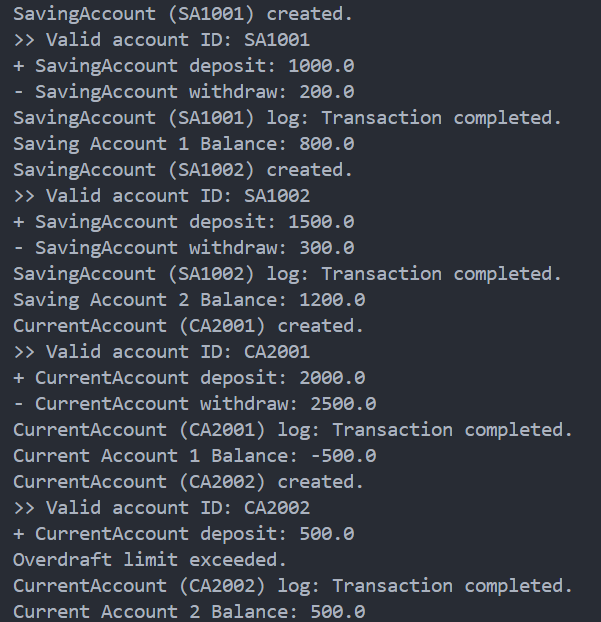 SavingAccount (SA1001) created.
>> Valid account ID: SA1001
+ SavingAccount deposit: 1000.0
- SavingAccount withdraw: 200.0
SavingAccount (SA1001) log: Transaction completed.
Saving Account 1 Balance: 800.0
SavingAccount (SA1002) created.
>> Valid account ID: SA1002
+ SavingAccount deposit: 1500.0
- SavingAccount withdraw: 300.0
SavingAccount (SA1002) log: Transaction completed.
Saving Account 2 Balance: 1200.0
CurrentAccount (CA2001) created.
>> Valid account ID: CA2001
+ CurrentAccount deposit: 2000.0
- CurrentAccount withdraw: 2500.0
CurrentAccount (CA2001) log: Transaction completed.
Current Account 1 Balance: -500.0
CurrentAccount (CA2002) created.
>> Valid account ID: CA2002
+ CurrentAccount deposit: 500.0
Overdraft limit exceeded.
CurrentAccount (CA2002) log: Transaction completed.
Current Account 2 Balance: 500.0